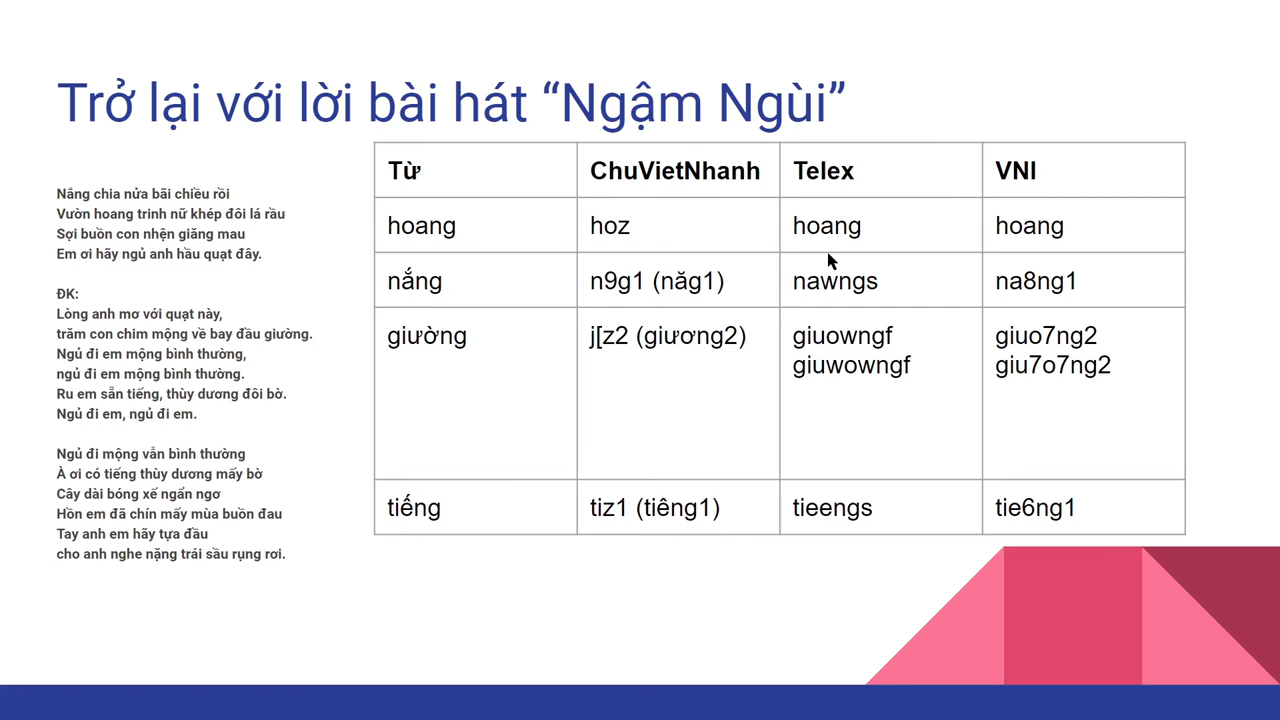 Trở lại với lời bài hát “Ngậm Ngùi”
Nắng chia nửa bãi chiều rồi
Vườn hoang trinh nữ khép đôi lá rầu
Sợi buồn con nhện giăng mau
Em ơi hãy ngủ anh hầu quạt đây.
ĐK:
Lòng anh mơ với quạt này,
trăm con chim mộng về bay đầu giường.
Ngủ đi em mộng bình thường,
ngủ đi em mộng bình thường.
Ru em sẵn tiếng, thùy dương đôi bờ.
Ngủ đi em, ngủ đi em.
Ngủ đi mộng vẫn bình thường
À ơi có tiếng thùy dương mấy bờ
Cây dài bóng xế ngẩn ngơ
Hồn em đã chín mấy mùa buồn đau
Tay anh em hãy tựa đầu
cho anh nghe nặng trái sầu rụng rơi.
Từ ChuVietNhanh Telex VNI
hoang hoz hoang hoang
nắng n9g1 (năg1) nawngs na8ng1
giường j[z2 (giương2) giuowngf giuo7ng2
giuwowngf giu7o7ng2
tiếng tiz1 (tiêng1) tieengs tie6ng1